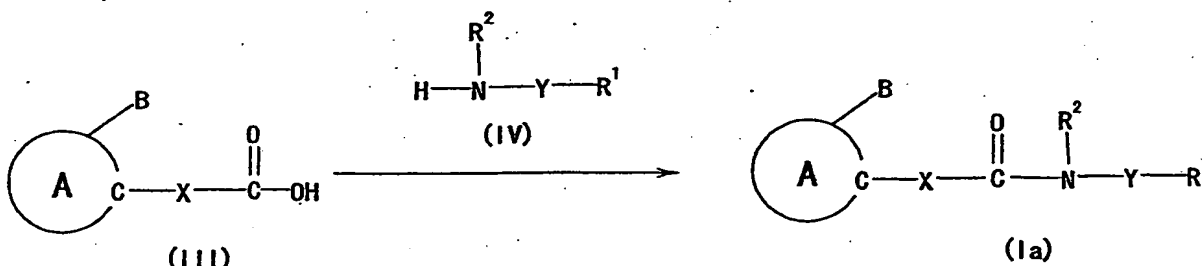 R²
H—N—Y—R¹
(IV)
B
A C—X—C—OH
O
(III)
B
A C—X—C—N—Y—R
O R²
(Ia)